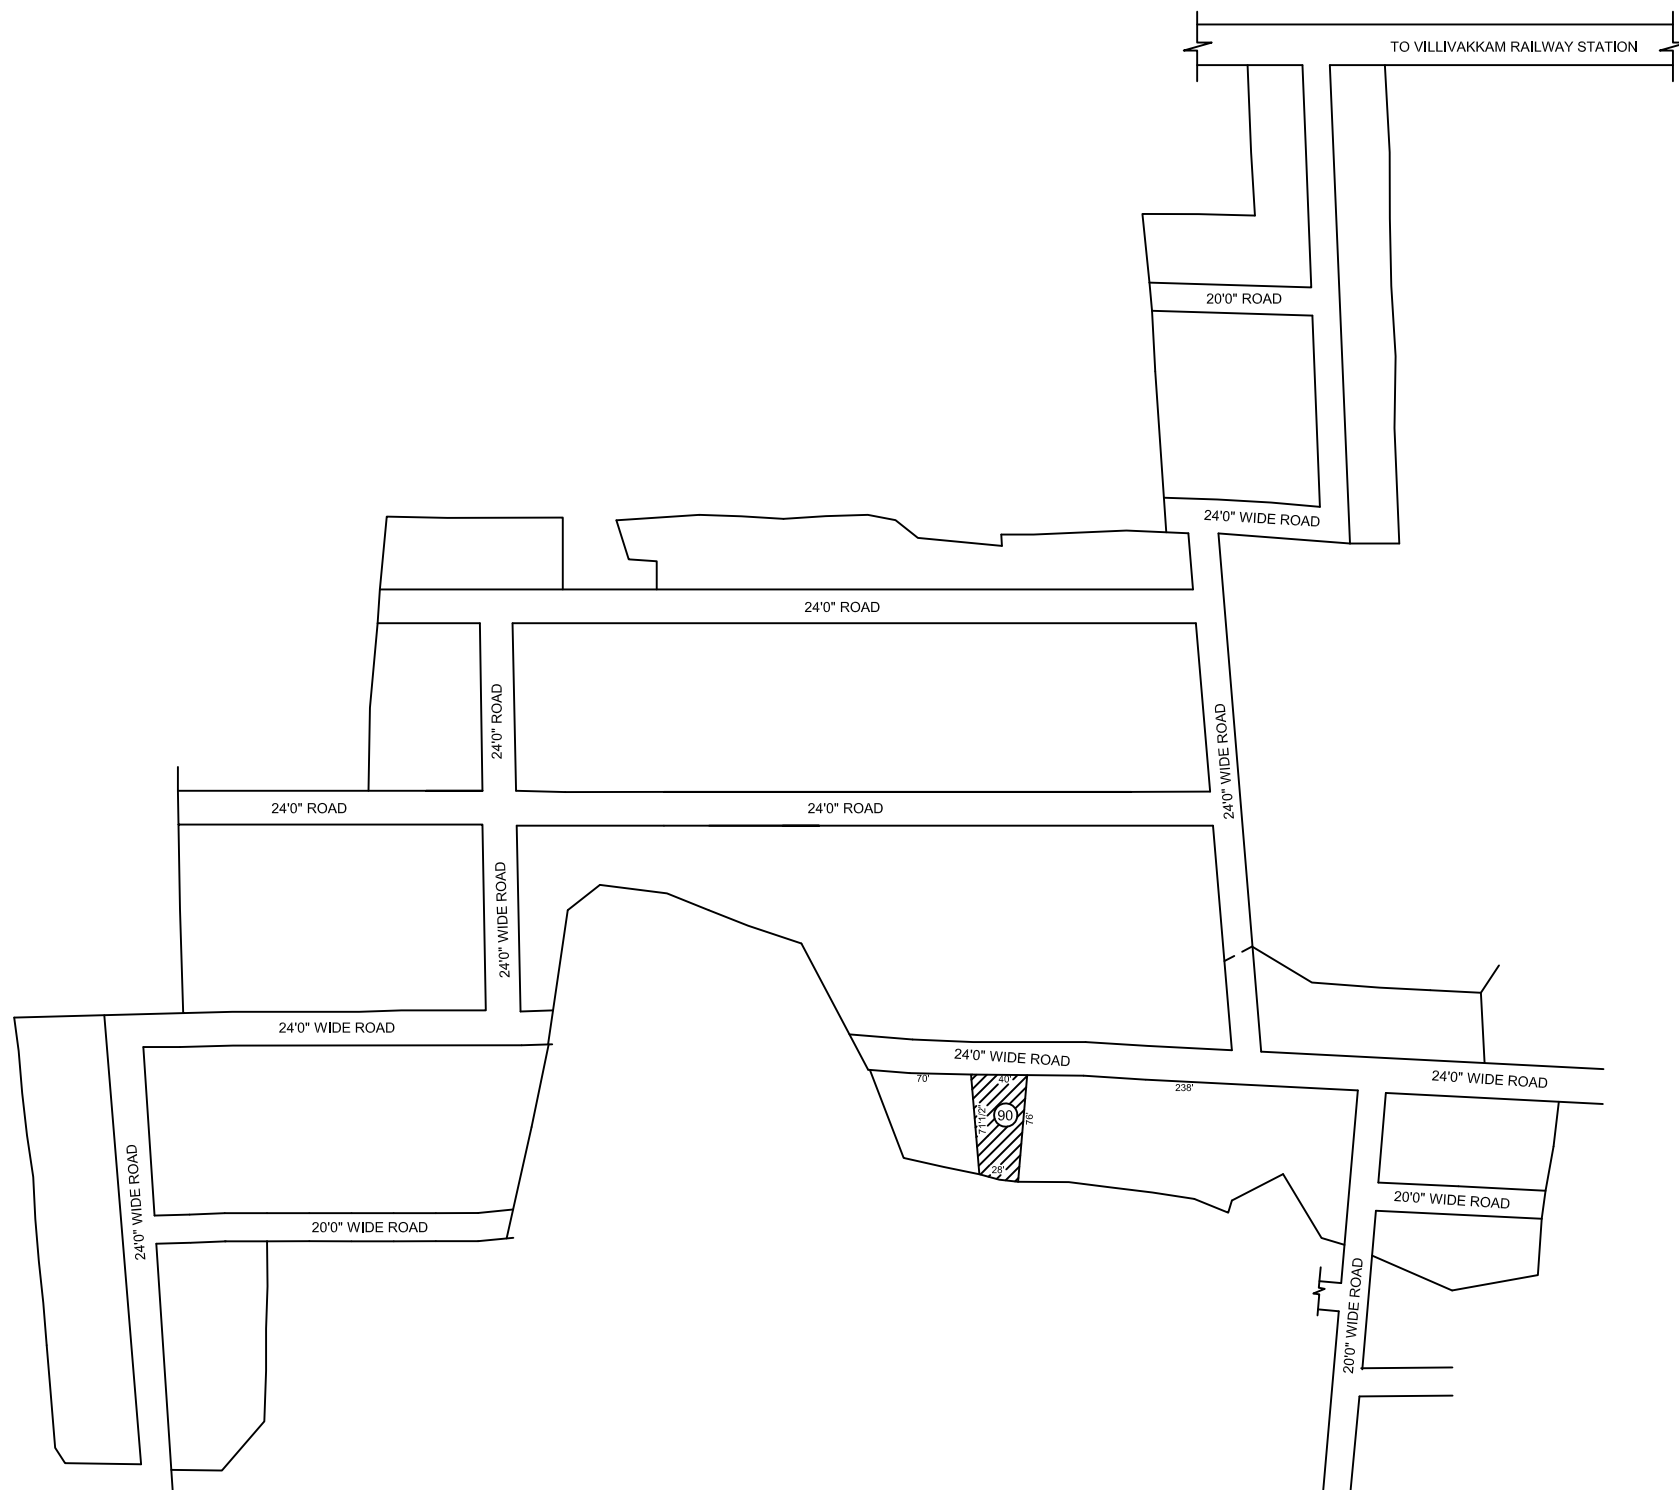 TO VILLIVAKKAM RAILWAY STATION
20'0" ROAD
24'0" WIDE ROAD
24'0" ROAD
24'0" ROAD
24'0" WIDE ROAD
24'0" ROAD
24'0" ROAD
24'0" WIDE ROAD
24'0" WIDE ROAD
24'0" WIDE ROAD
24'0" WIDE ROAD
70'
40'
238'
71'1/2"
90
76'
28'
24'0" WIDE ROAD
20'0" WIDE ROAD
20'0" WIDE ROAD
20'0" WIDE ROAD